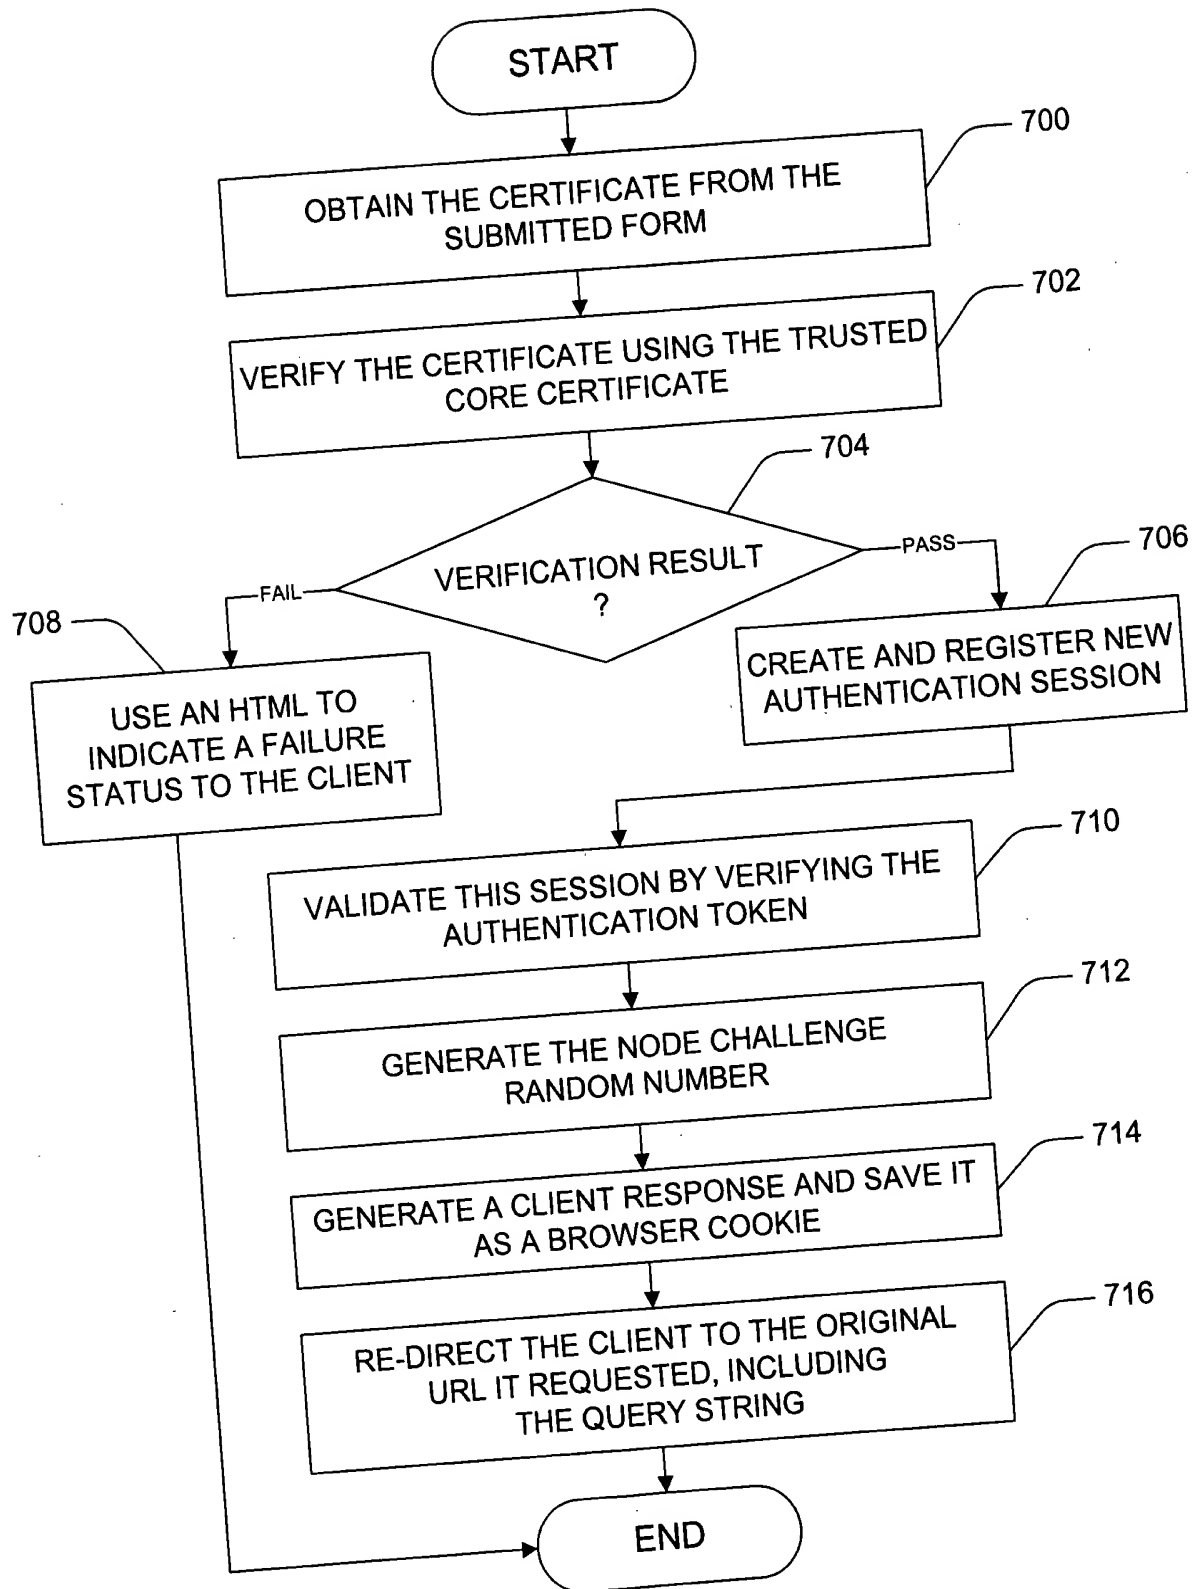 START
700
OBTAIN THE CERTIFICATE FROM THE
SUBMITTED FORM
702
VERIFY THE CERTIFICATE USING THE TRUSTED
CORE CERTIFICATE
704
VERIFICATION RESULT
?
PASS
FAIL
706
CREATE AND REGISTER NEW
AUTHENTICATION SESSION
708
USE AN HTML TO
INDICATE A FAILURE
STATUS TO THE CLIENT
710
VALIDATE THIS SESSION BY VERIFYING THE
AUTHENTICATION TOKEN
712
GENERATE THE NODE CHALLENGE
RANDOM NUMBER
714
GENERATE A CLIENT RESPONSE AND SAVE IT
AS A BROWSER COOKIE
716
RE-DIRECT THE CLIENT TO THE ORIGINAL
URL IT REQUESTED, INCLUDING
THE QUERY STRING
END